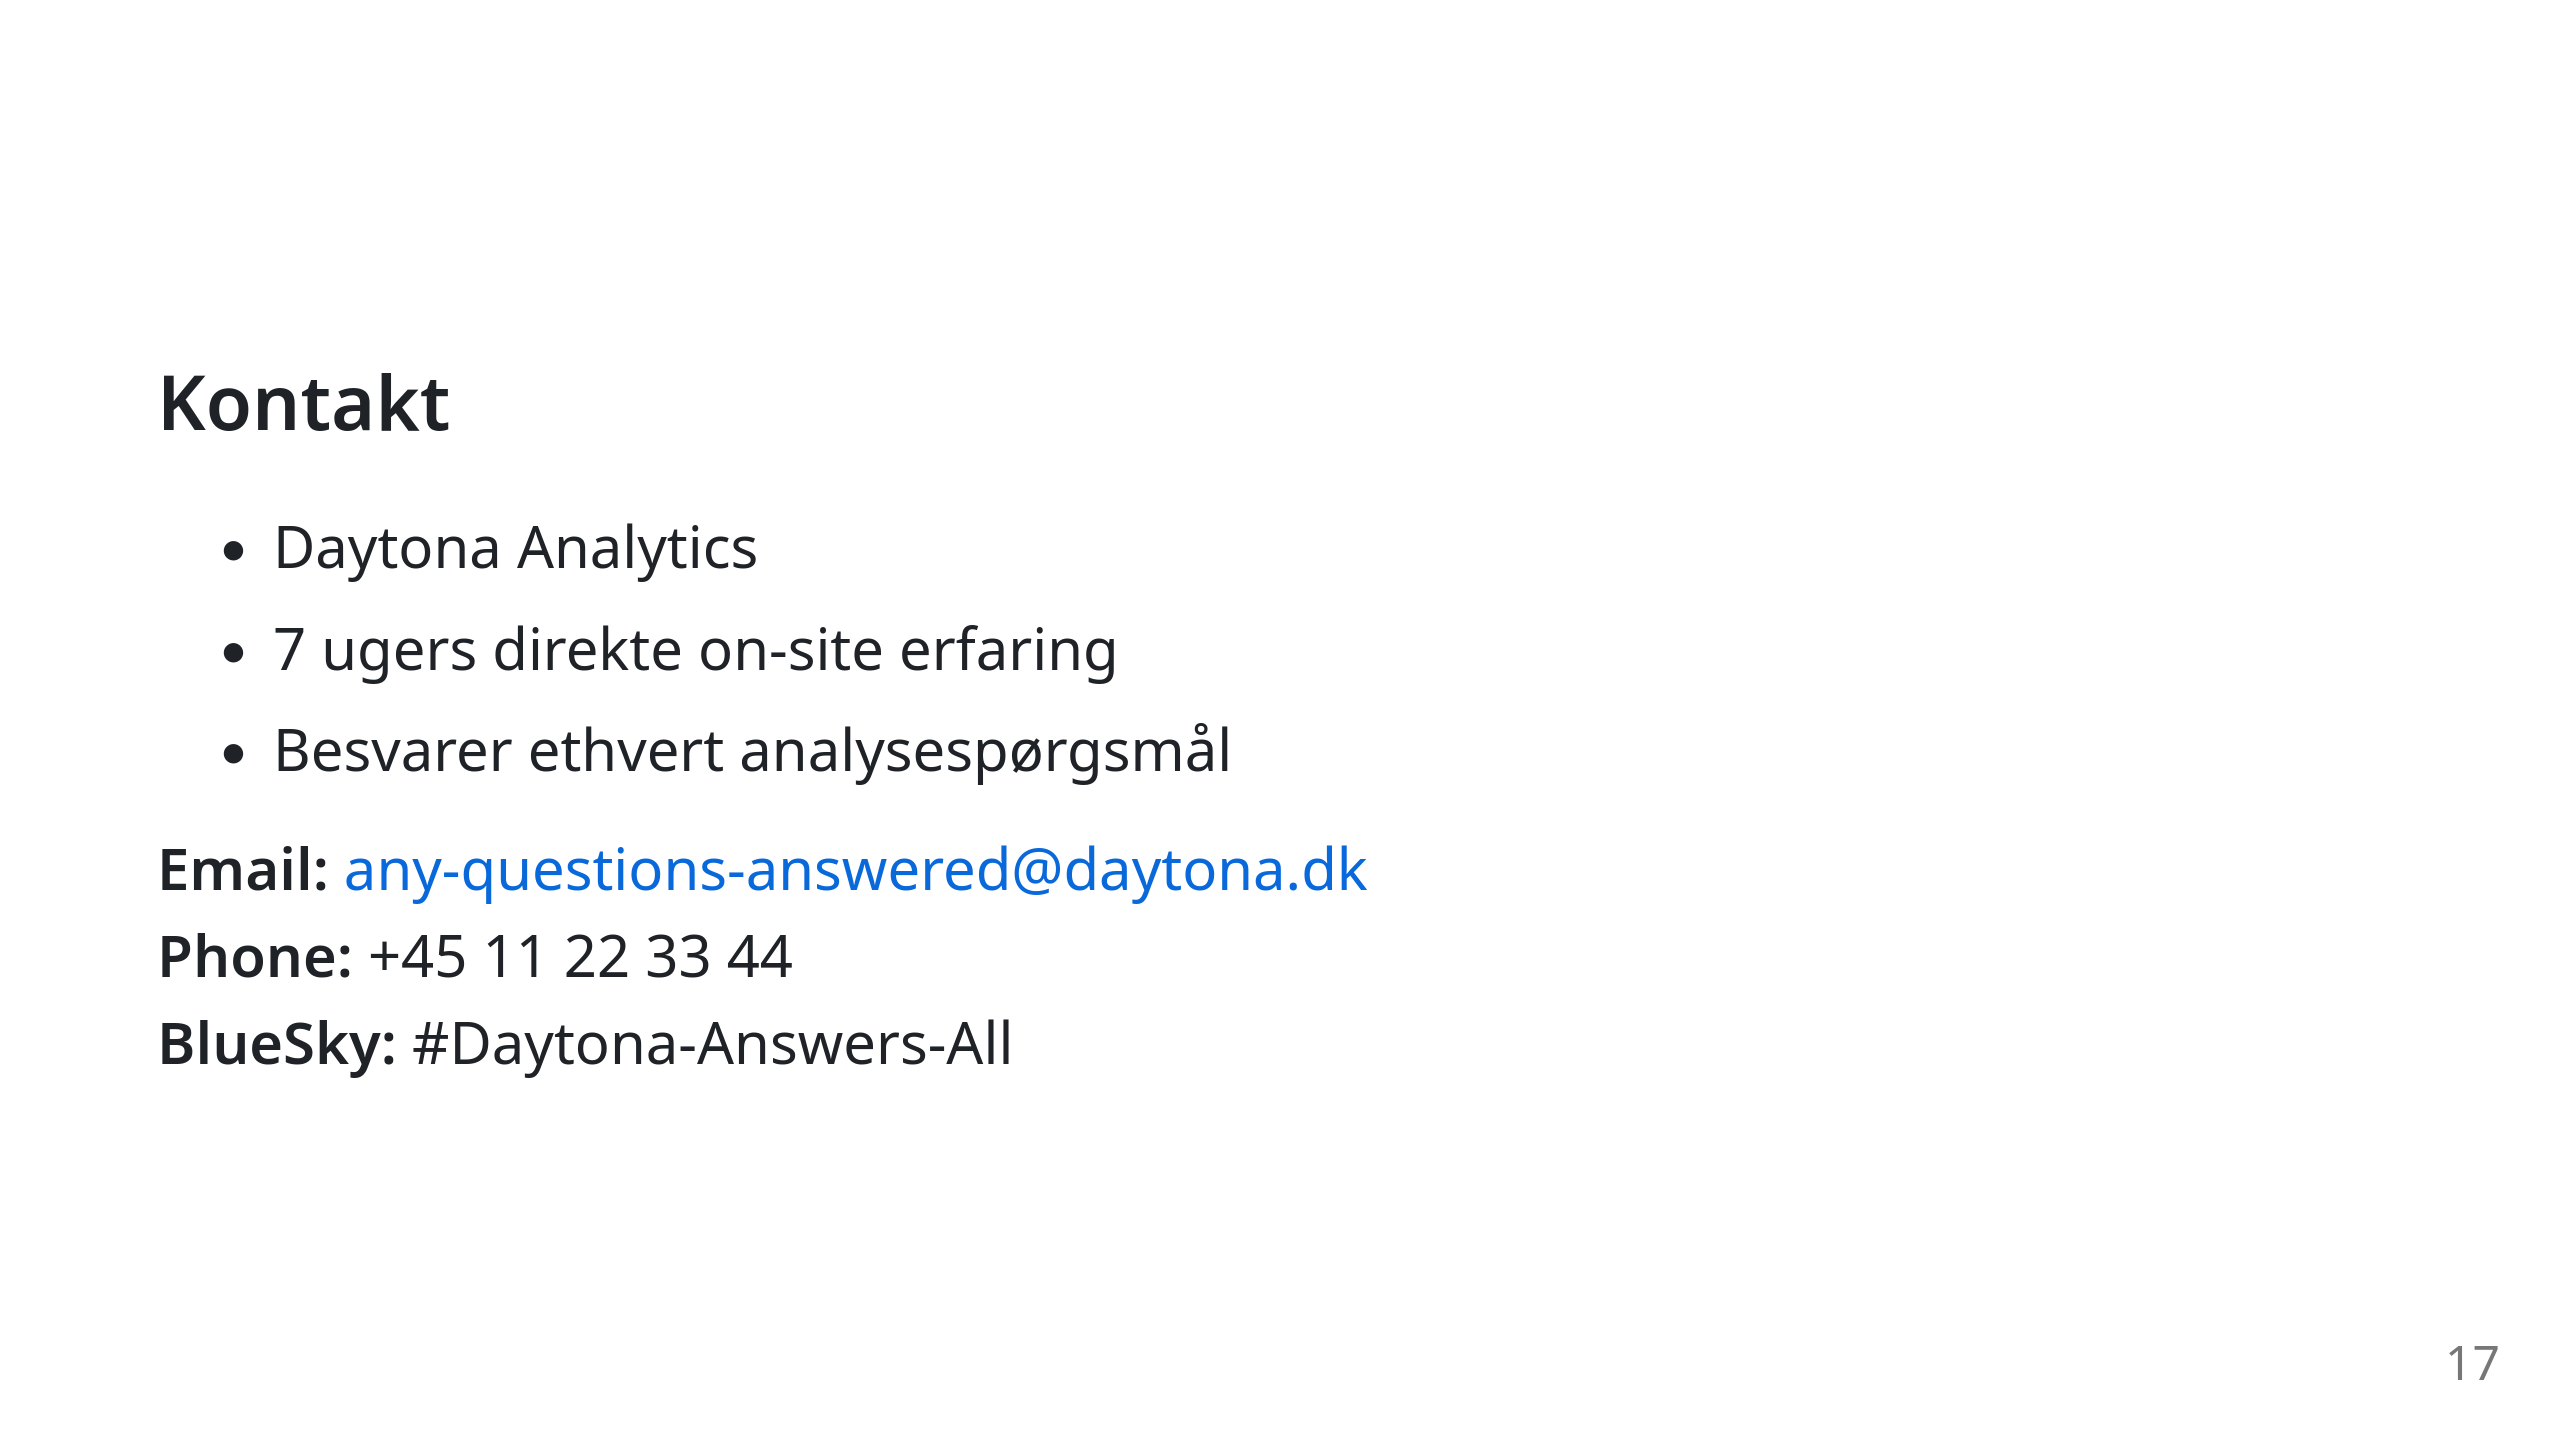 Kontakt
• Daytona Analytics
• 7 ugers direkte on-site erfaring
• Besvarer ethvert analysespørgsmål
Email: any-questions-answered@daytona.dk
Phone: +45 11 22 33 44
BlueSky: #Daytona-Answers-All
17